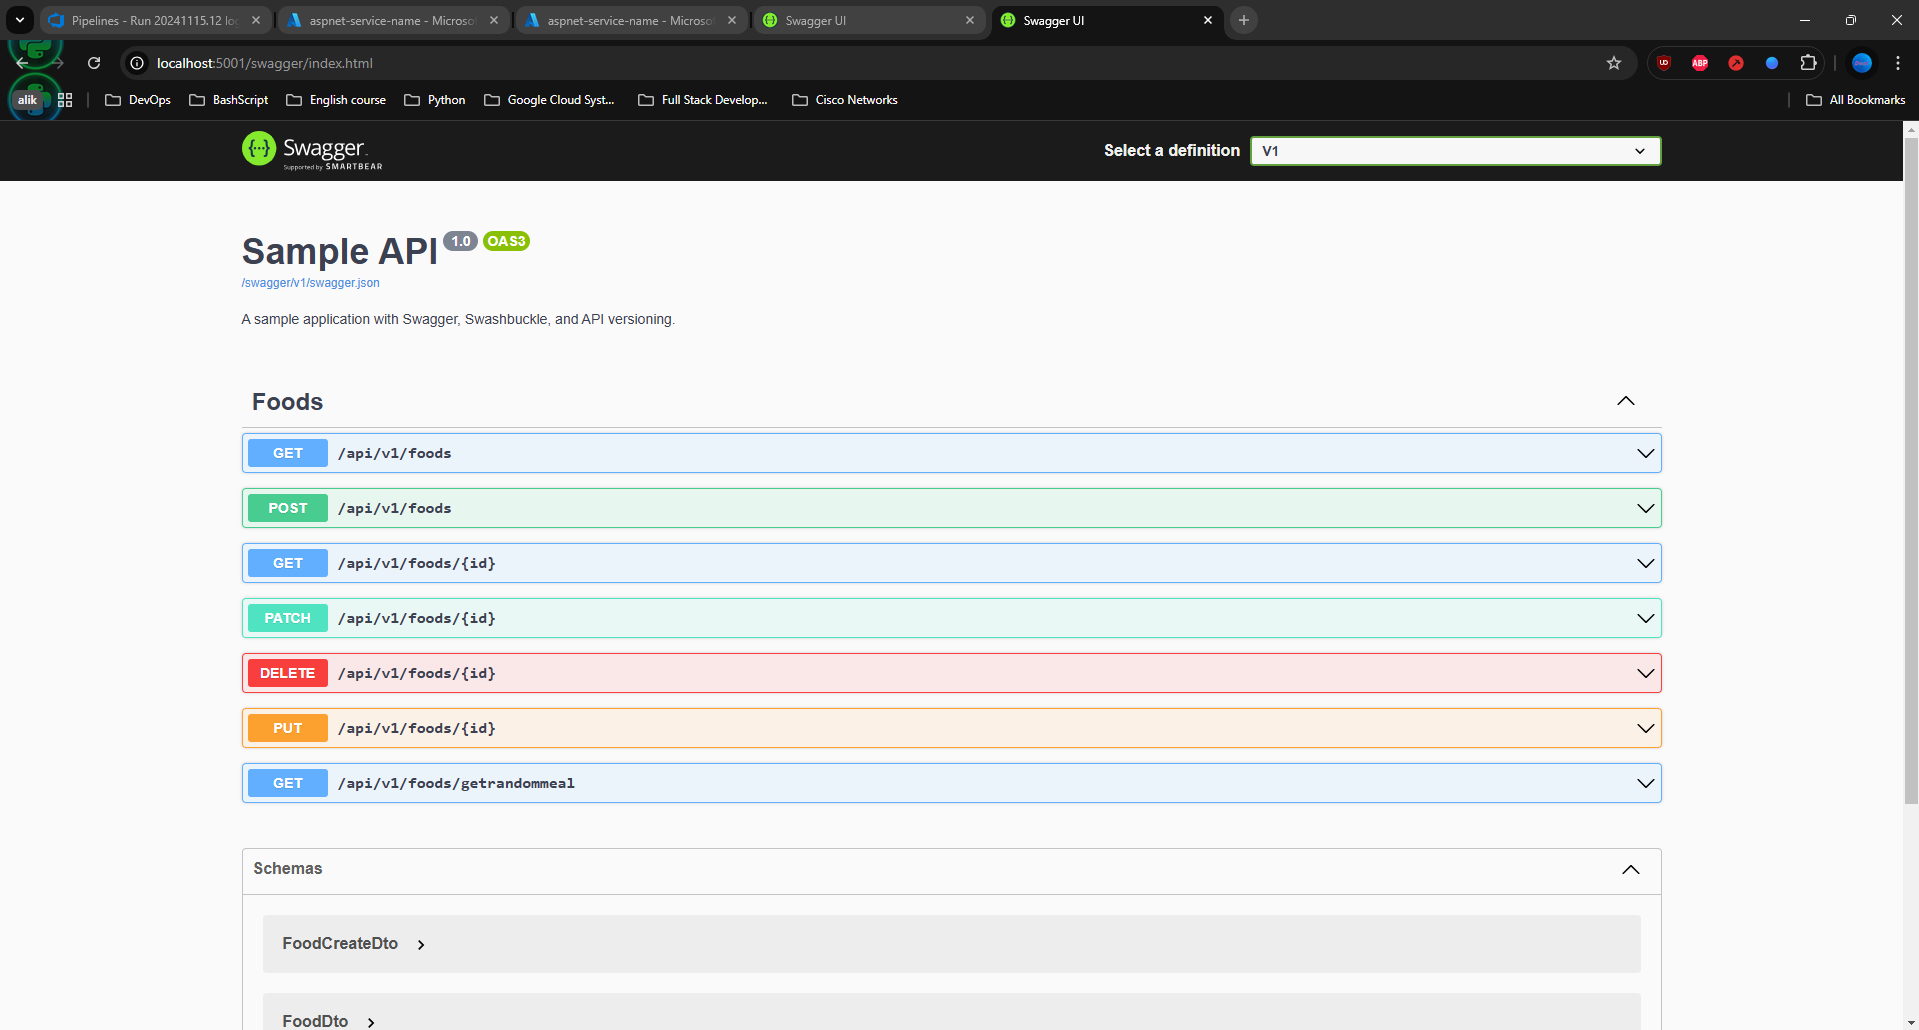 Pipelines - Run 20241115.12 log
aspnet-service-name - Microsof
aspnet-service-name - Microsof
Swagger UI
Swagger UI
localhost:5001/swagger/index.html
UD
ABP
alik
DevOps
BashScript
English course
Python
Google Cloud Syst...
Full Stack Develop...
Cisco Networks
All Bookmarks
{··}
Swagger
Supported by SMARTBEAR
Select a definition
V1
Sample API 1.0 OAS3
/swagger/v1/swagger.json
A sample application with Swagger, Swashbuckle, and API versioning.
Foods
GET /api/v1/foods
POST /api/v1/foods
GET /api/v1/foods/{id}
PATCH /api/v1/foods/{id}
DELETE /api/v1/foods/{id}
PUT /api/v1/foods/{id}
GET /api/v1/foods/getrandommeal
Schemas
FoodCreateDto
FoodDto